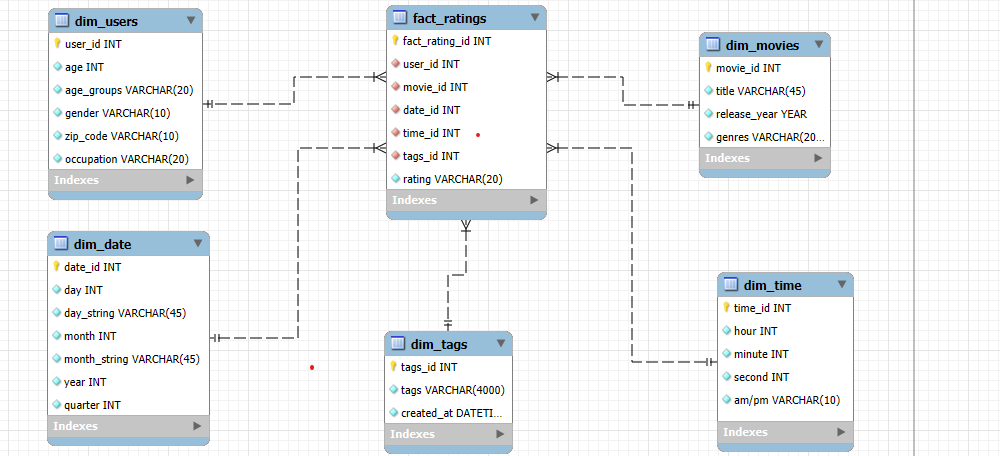 dim_users
user_id INT
age INT
age_groups VARCHAR(20)
gender VARCHAR(10)
zip_code VARCHAR(10)
occupation VARCHAR(20)
Indexes
fact_ratings
fact_rating_id INT
user_id INT
movie_id INT
date_id INT
time_id INT
tags_id INT
rating VARCHAR(20)
Indexes
dim_movies
movie_id INT
title VARCHAR(45)
release_year YEAR
genres VARCHAR(20...
Indexes
dim_date
date_id INT
day INT
day_string VARCHAR(45)
month INT
month_string VARCHAR(45)
year INT
quarter INT
Indexes
dim_tags
tags_id INT
tags VARCHAR(4000)
created_at DATETI...
Indexes
dim_time
time_id INT
hour INT
minute INT
second INT
am/pm VARCHAR(10)
Indexes